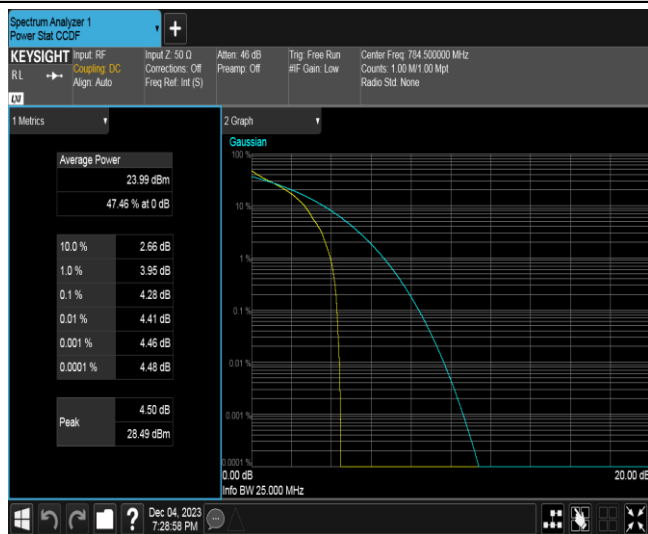 Spectrum Analyzer 1
Power Stat CCDF
+
KEYSIGHT
RL
LXI
Input: RF
Coupling: DC
Align: Auto
Input Z: 50 Ω
Corrections: Off
Freq Ref: Int (S)
Atten: 46 dB
Preamp: Off
Trig: Free Run
#IF Gain: Low
Center Freq: 784.500000 MHz
Counts: 1.00 M/1.00 Mpt
Radio Std: None
1 Metrics
Average Power
23.99 dBm
47.46 % at 0 dB
10.0 % 2.66 dB
1.0 % 3.95 dB
0.1 % 4.28 dB
0.01 % 4.41 dB
0.001 % 4.46 dB
0.0001 % 4.48 dB
Peak
4.50 dB
28.49 dBm
2 Graph
Gaussian
100 %
10 %
1 %
0.1 %
0.01 %
0.001 %
0.0001 %
0.00 dB 20.00 dB
Info BW 25.000 MHz
?
Dec 04, 2023
7:28:58 PM